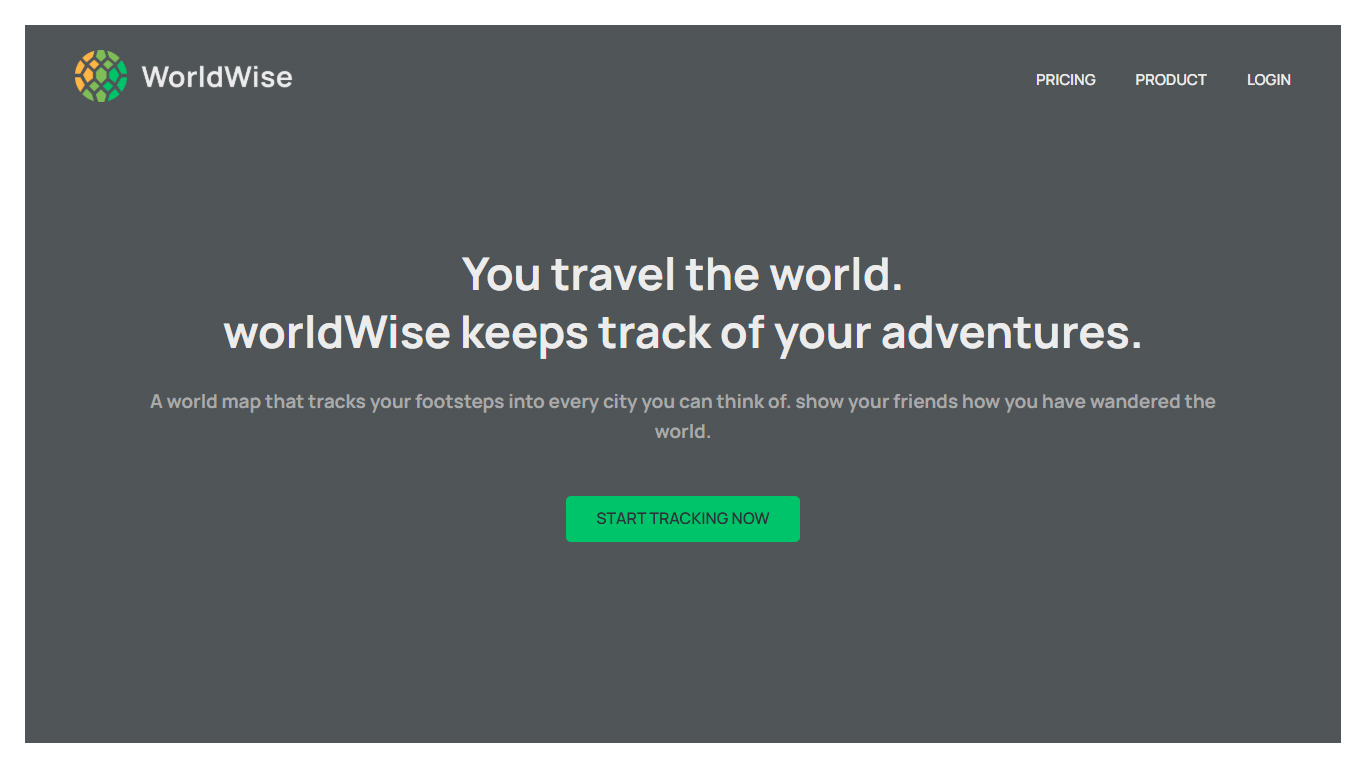 WorldWise
PRICING PRODUCT LOGIN
You travel the world.
worldWise keeps track of your adventures.
A world map that tracks your footsteps into every city you can think of. show your friends how you have wandered the
world.
START TRACKING NOW